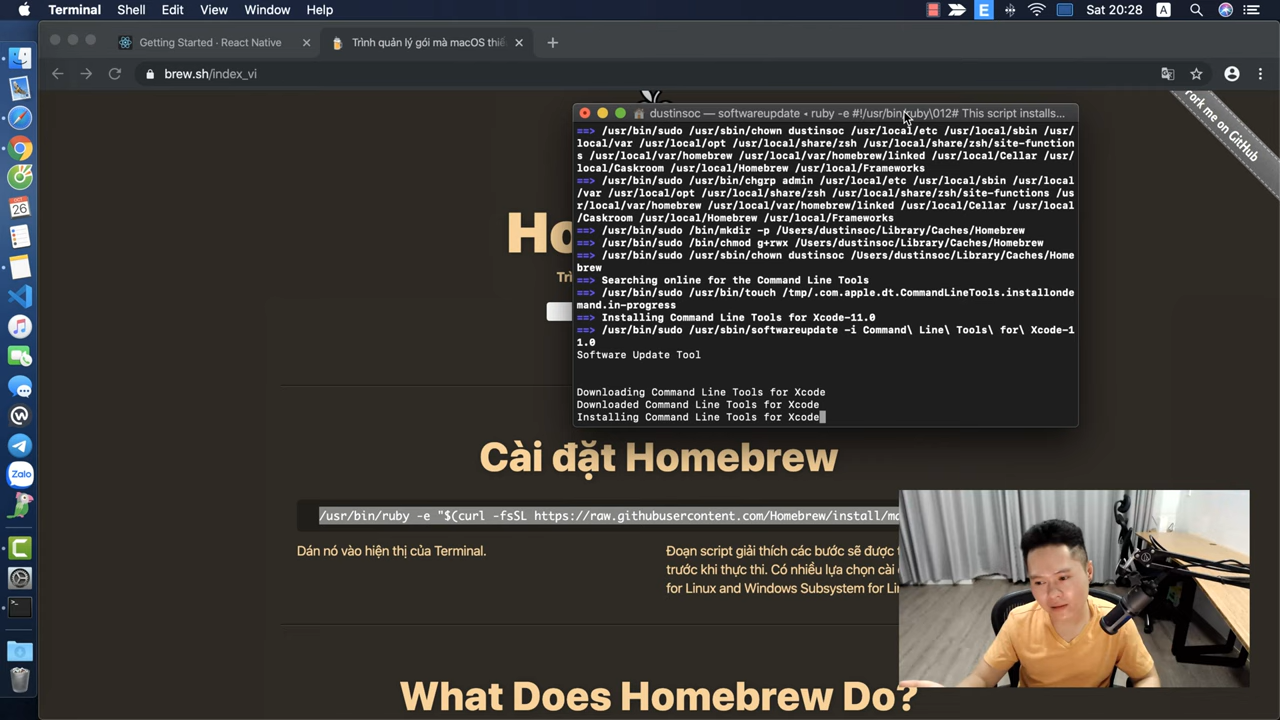 Terminal Shell Edit View Window Help
E
Sat 20:28
A
Getting Started · React Native
Trình quản lý gói mà macOS thiế
brew.sh/index_vi
dustinsoc — softwareupdate ◂ ruby -e #!/usr/bin/ruby\012# This script installs...
==> /usr/bin/sudo /usr/sbin/chown dustinsoc /usr/local/etc /usr/local/sbin /usr/
local/var /usr/local/opt /usr/local/share/zsh /usr/local/share/zsh/site-function
s /usr/local/var/homebrew /usr/local/var/homebrew/linked /usr/local/Cellar /usr/
local/Caskroom /usr/local/Homebrew /usr/local/Frameworks
==> /usr/bin/sudo /usr/bin/chgrp admin /usr/local/etc /usr/local/sbin /usr/local
/var /usr/local/opt /usr/local/share/zsh /usr/local/share/zsh/site-functions /us
r/local/var/homebrew /usr/local/var/homebrew/linked /usr/local/Cellar /usr/local
/Caskroom /usr/local/Homebrew /usr/local/Frameworks
==> /usr/bin/sudo /bin/mkdir -p /Users/dustinsoc/Library/Caches/Homebrew
==> /usr/bin/sudo /bin/chmod g+rwx /Users/dustinsoc/Library/Caches/Homebrew
==> /usr/bin/sudo /usr/sbin/chown dustinsoc /Users/dustinsoc/Library/Caches/Home
brew
==> Searching online for the Command Line Tools
==> /usr/bin/sudo /usr/bin/touch /tmp/.com.apple.dt.CommandLineTools.installonde
mand.in-progress
==> Installing Command Line Tools for Xcode-11.0
==> /usr/bin/sudo /usr/sbin/softwareupdate -i Command\ Line\ Tools\ for\ Xcode-1
1.0
Software Update Tool
Downloading Command Line Tools for Xcode
Downloaded Command Line Tools for Xcode
Installing Command Line Tools for Xcode
ork me on GitHub
Ho
Trì
Cài đặt Homebrew
/usr/bin/ruby -e "$(curl -fsSL https://raw.githubusercontent.com/Homebrew/install/ma
Dán nó vào hiện thị của Terminal.
Đoạn script giải thích các bước sẽ được t
trước khi thực thi. Có nhiều lựa chọn cài
for Linux and Windows Subsystem for Li
What Does Homebrew Do?
26
Zalo